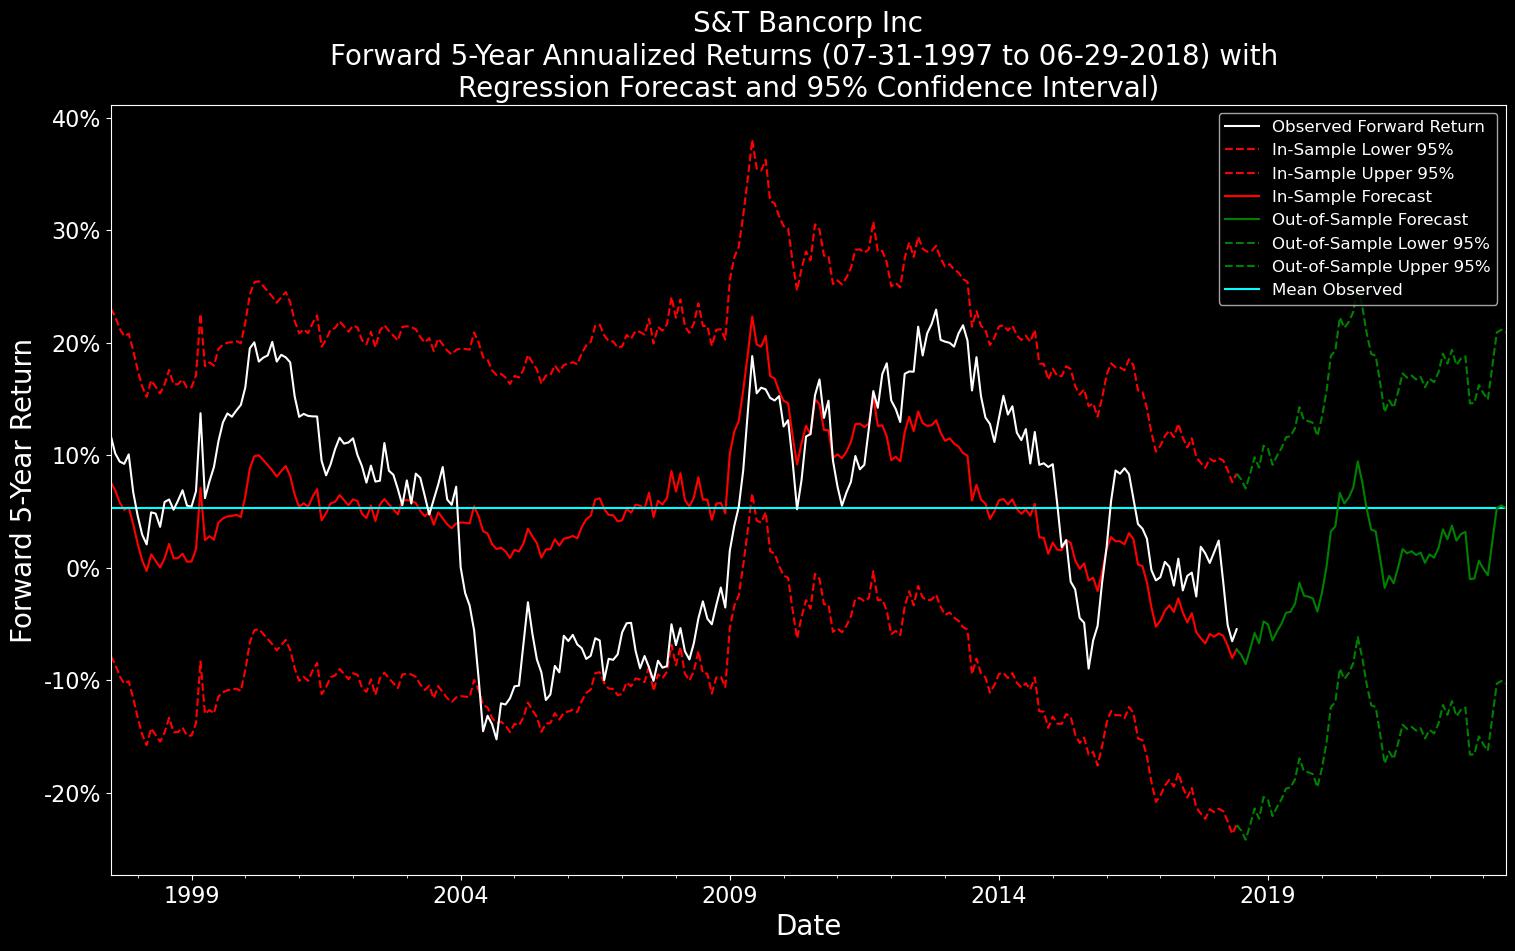 S&T Bancorp Inc
Forward 5-Year Annualized Returns (07-31-1997 to 06-29-2018) with
Regression Forecast and 95% Confidence Interval)
Forward 5-Year Return
40%
30%
20%
10%
0%
-10%
-20%
Observed Forward Return
In-Sample Lower 95%
In-Sample Upper 95%
In-Sample Forecast
Out-of-Sample Forecast
Out-of-Sample Lower 95%
Out-of-Sample Upper 95%
Mean Observed
1999
2004
2009
2014
2019
Date